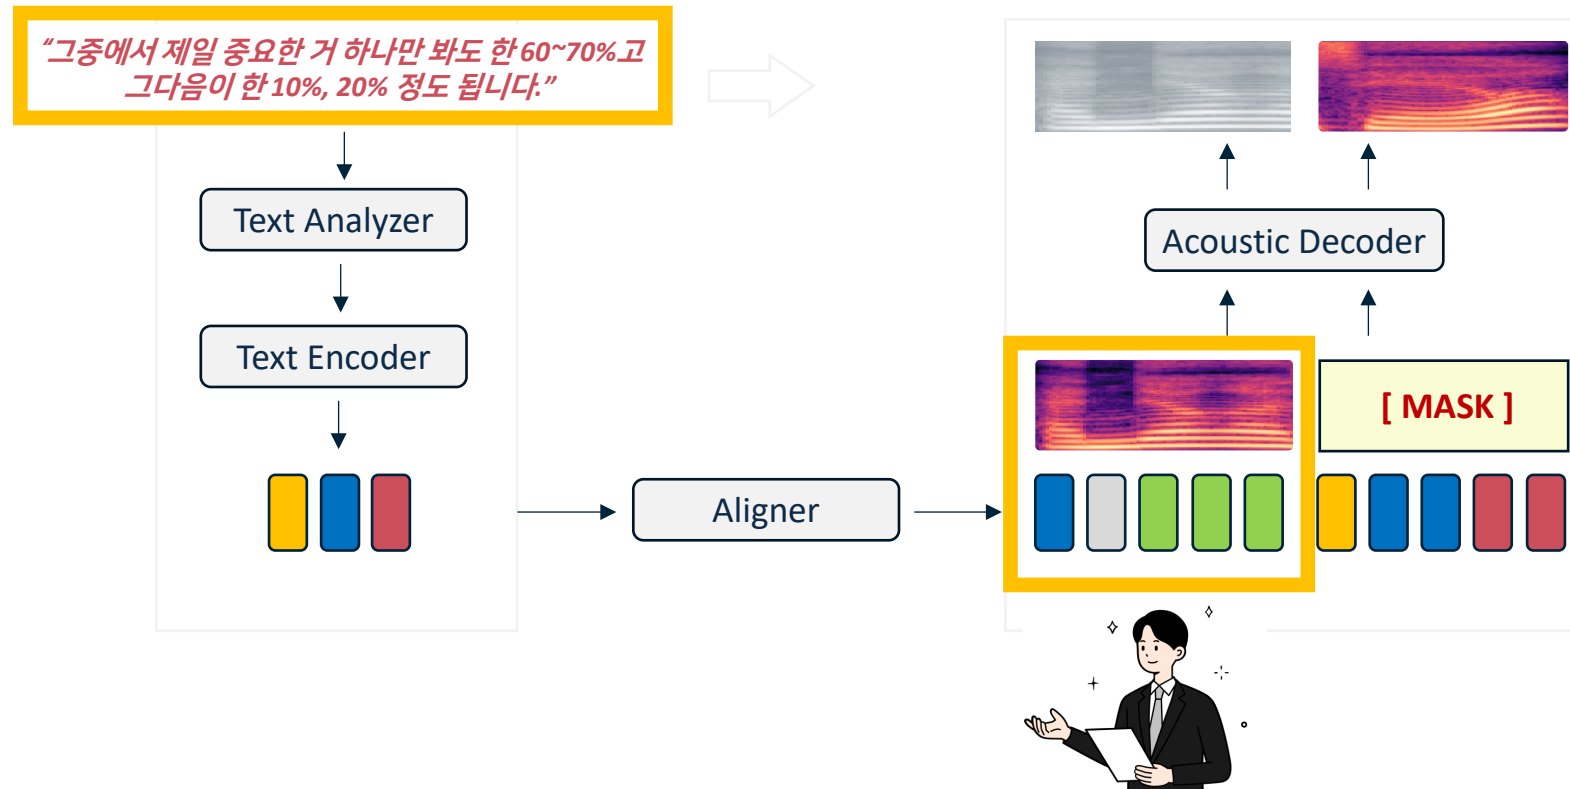 “그중에서 제일 중요한 거 하나만 봐도 한 60~70%고
그다음이 한 10%, 20% 정도 됩니다.”
Text Analyzer
Text Encoder
Aligner
Acoustic Decoder
[ MASK ]